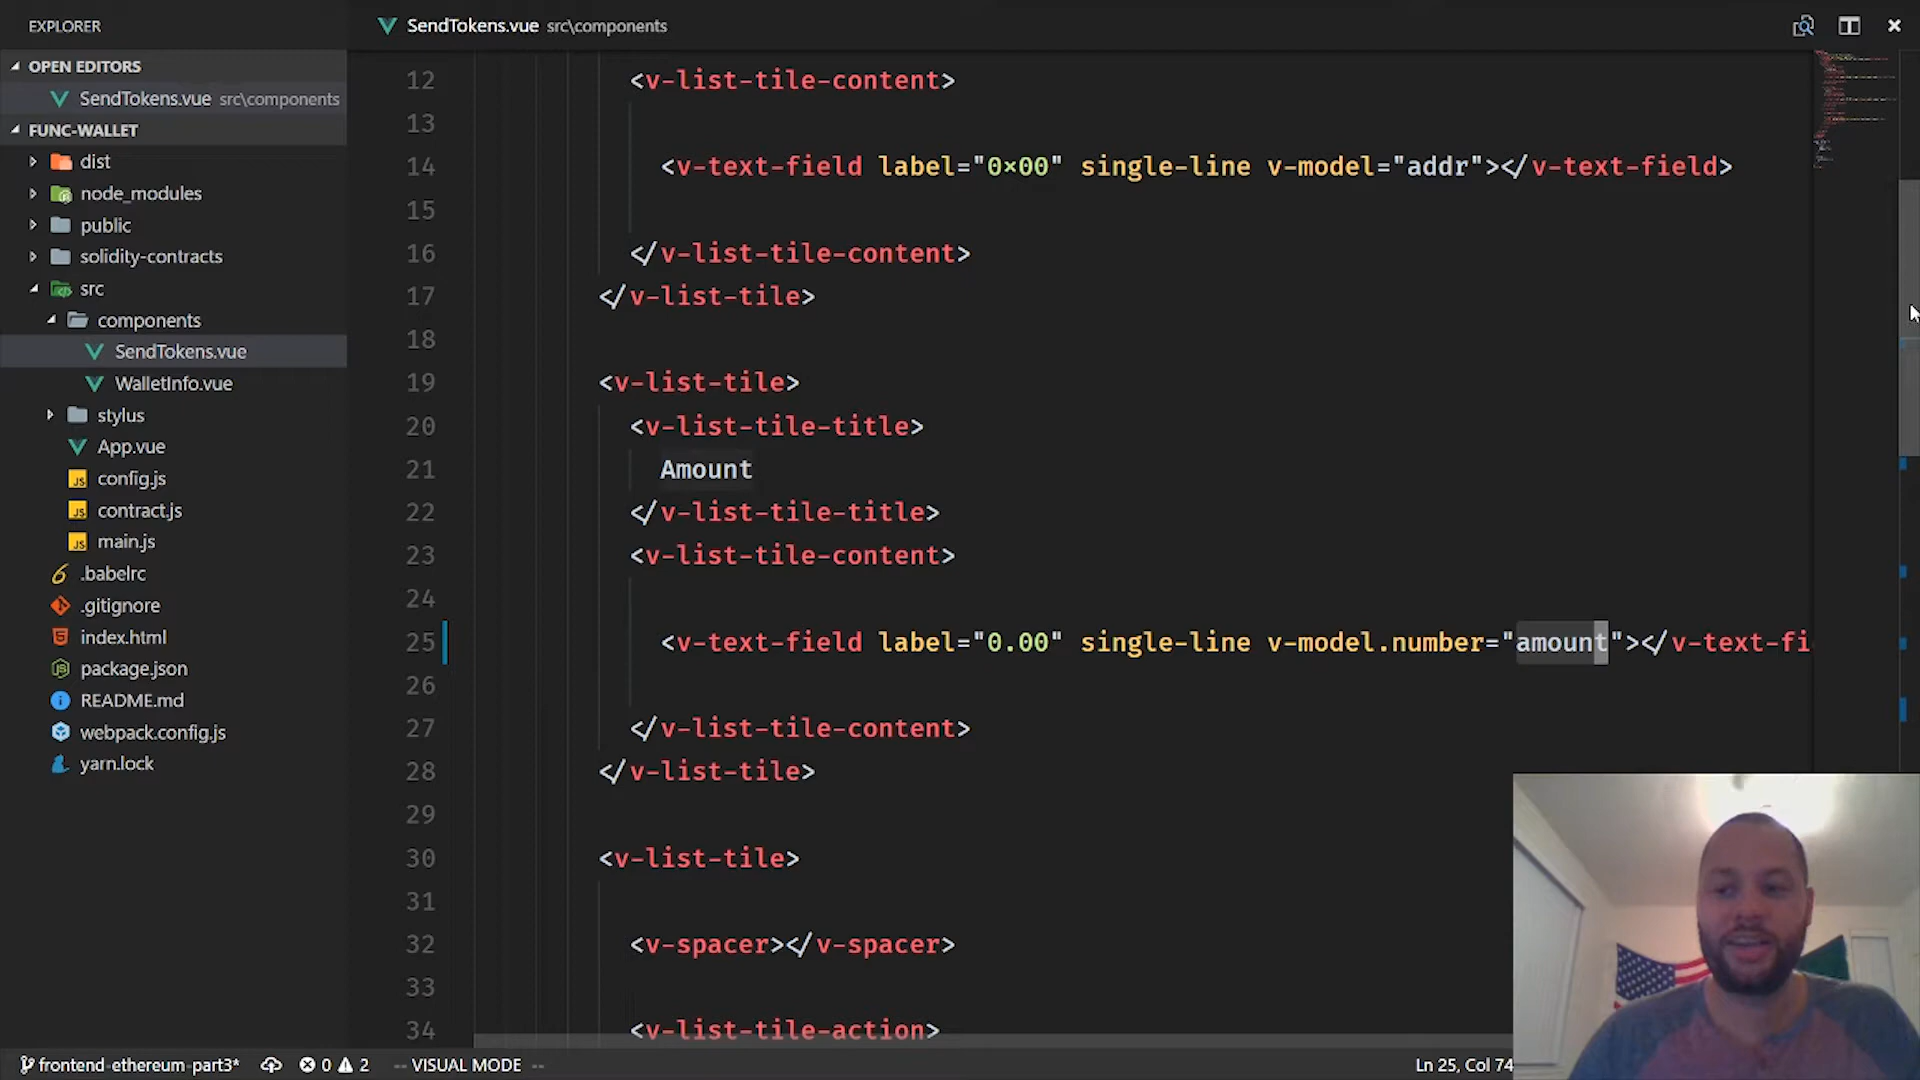 EXPLORER
OPEN EDITORS
SendTokens.vue src\components
FUNC-WALLET
dist
node_modules
public
solidity-contracts
src
components
SendTokens.vue
WalletInfo.vue
stylus
App.vue
config.js
contract.js
main.js
.babelrc
.gitignore
index.html
package.json
README.md
webpack.config.js
yarn.lock
SendTokens.vue src\components
12 <v-list-tile-content>
13
14 <v-text-field label="0×00" single-line v-model="addr"></v-text-field>
15
16 </v-list-tile-content>
17 </v-list-tile>
18
19 <v-list-tile>
20 <v-list-tile-title>
21 Amount
22 </v-list-tile-title>
23 <v-list-tile-content>
24
25 <v-text-field label="0.00" single-line v-model.number="amount"></v-text-fi
26
27 </v-list-tile-content>
28 </v-list-tile>
29
30 <v-list-tile>
31
32 <v-spacer></v-spacer>
33
34 <v-list-tile-action>
frontend-ethereum-part3* 0 2 -- VISUAL MODE -- Ln 25, Col 74